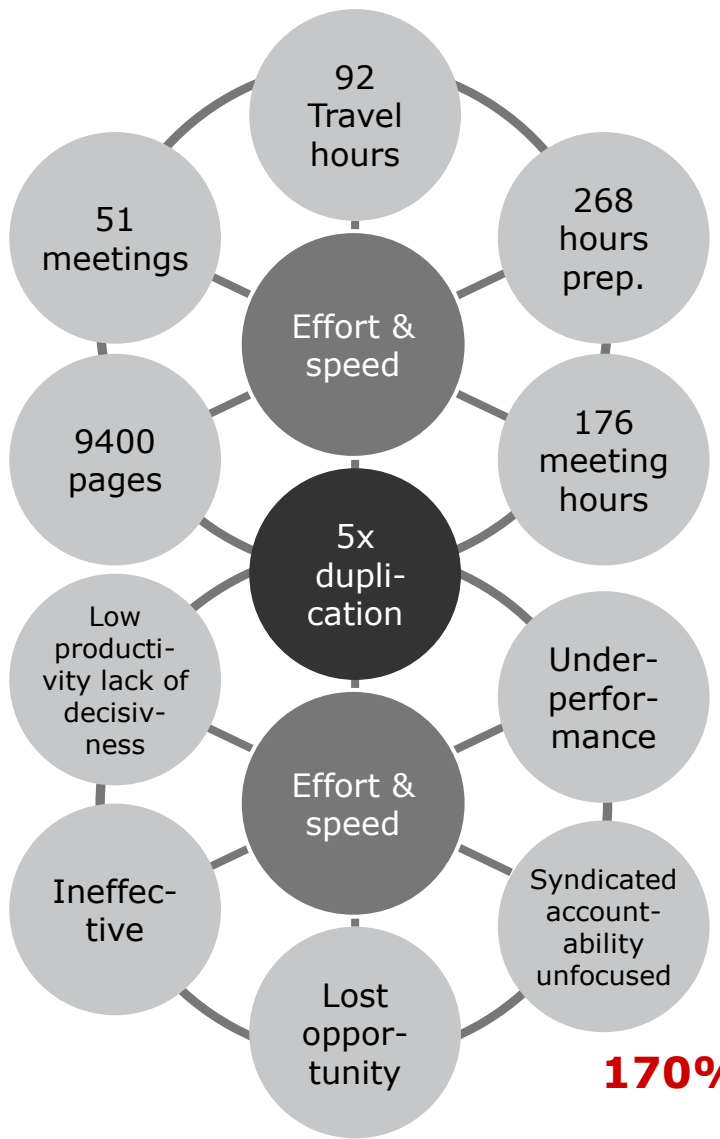 92
Travel
hours
51
meetings
268
hours
prep.
Effort &
speed
9400
pages
176
meeting
hours
5x
dupli-
cation
Low
producti-
vity lack of
decisiv-
ness
Under-
perfor-
mance
Effort &
speed
Ineffec-
tive
Syndicated
account-
ability
unfocused
Lost
oppor-
tunity
170%